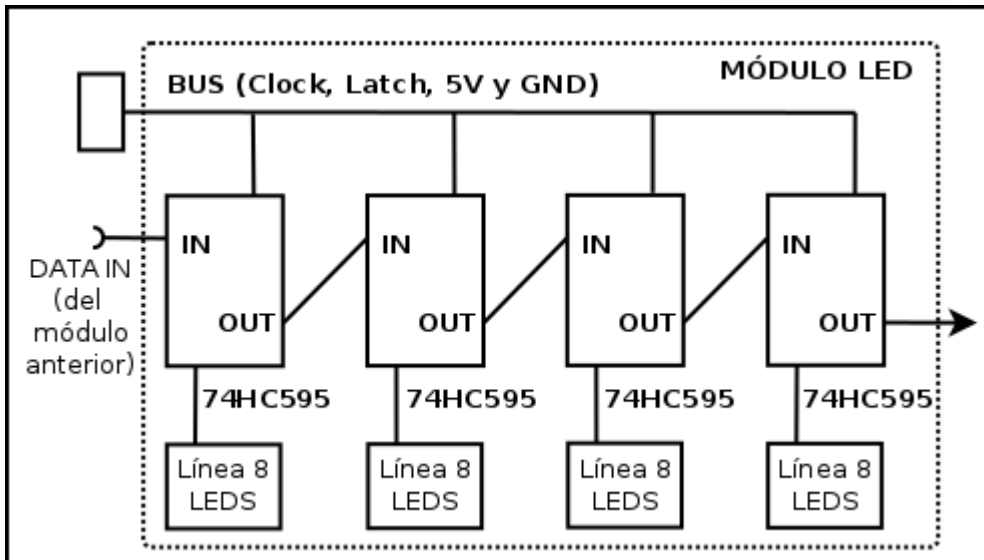 BUS (Clock, Latch, 5V y GND)
MÓDULO LED
DATA IN
(del
módulo
anterior)
IN
OUT
IN
OUT
IN
OUT
IN
OUT
74HC595
74HC595
74HC595
74HC595
Línea 8
LEDS
Línea 8
LEDS
Línea 8
LEDS
Línea 8
LEDS